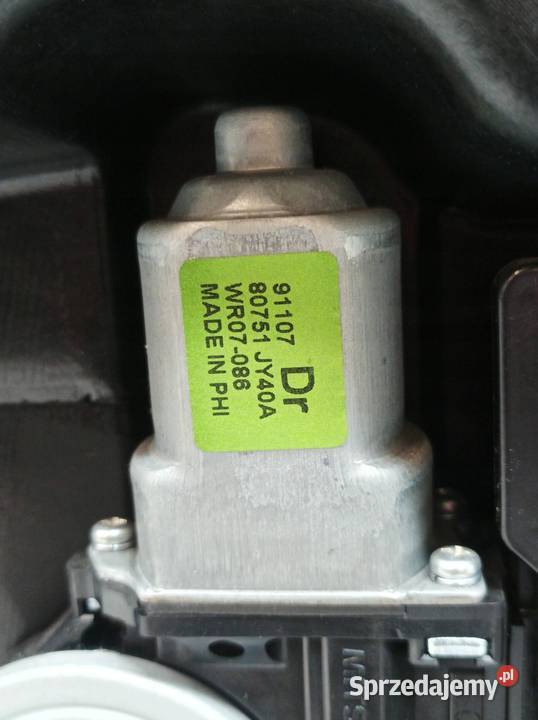 91107
80751 JY40A
WR07-086
MADE IN PHI
Dr
Sprzedajemy.pl